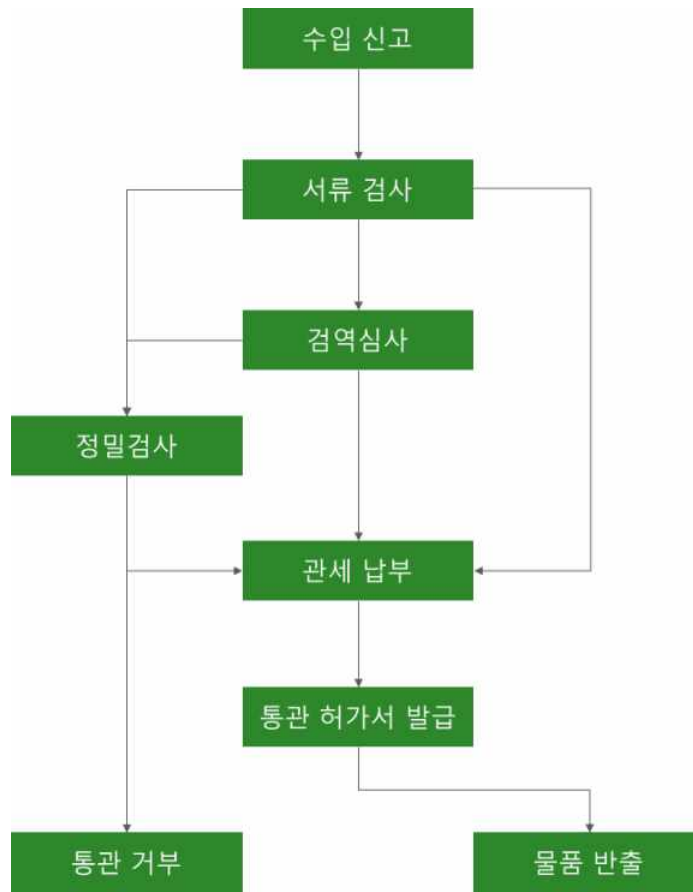 수입 신고
서류 검사
검역심사
정밀검사
관세 납부
통관 허가서 발급
통관 거부
물품 반출